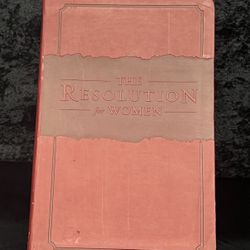 THE
RESOLUTION
for WOMEN